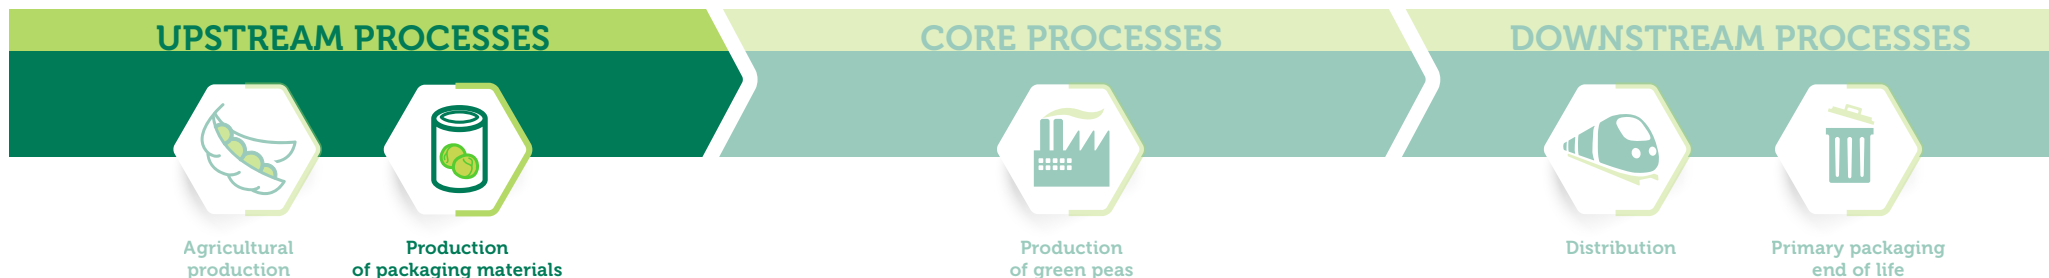 UPSTREAM PROCESSES
CORE PROCESSES
DOWNSTREAM PROCESSES
Agricultural
production
Production
of packaging materials
Production
of green peas
Distribution
Primary packaging
end of life